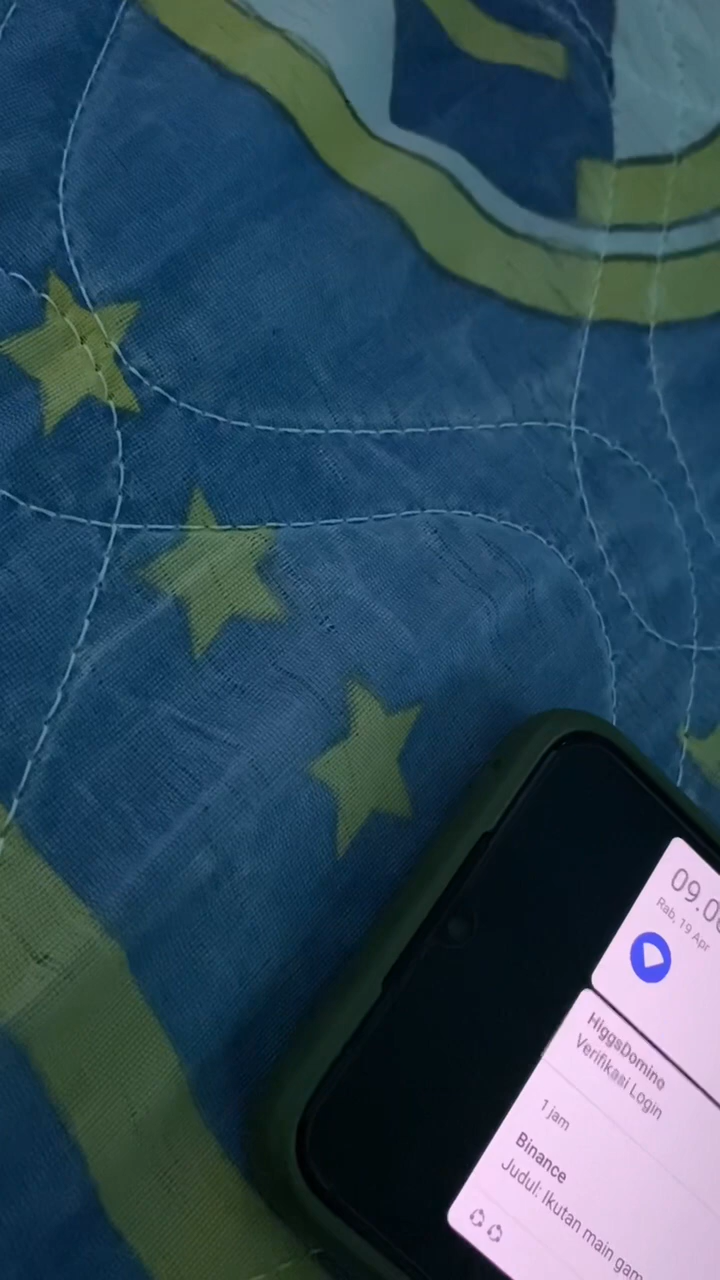 09.0
Rab, 19 Apr
HiggsDomino
Verifikasi Login
1 jam
Binance
Judul: Ikutan main gam